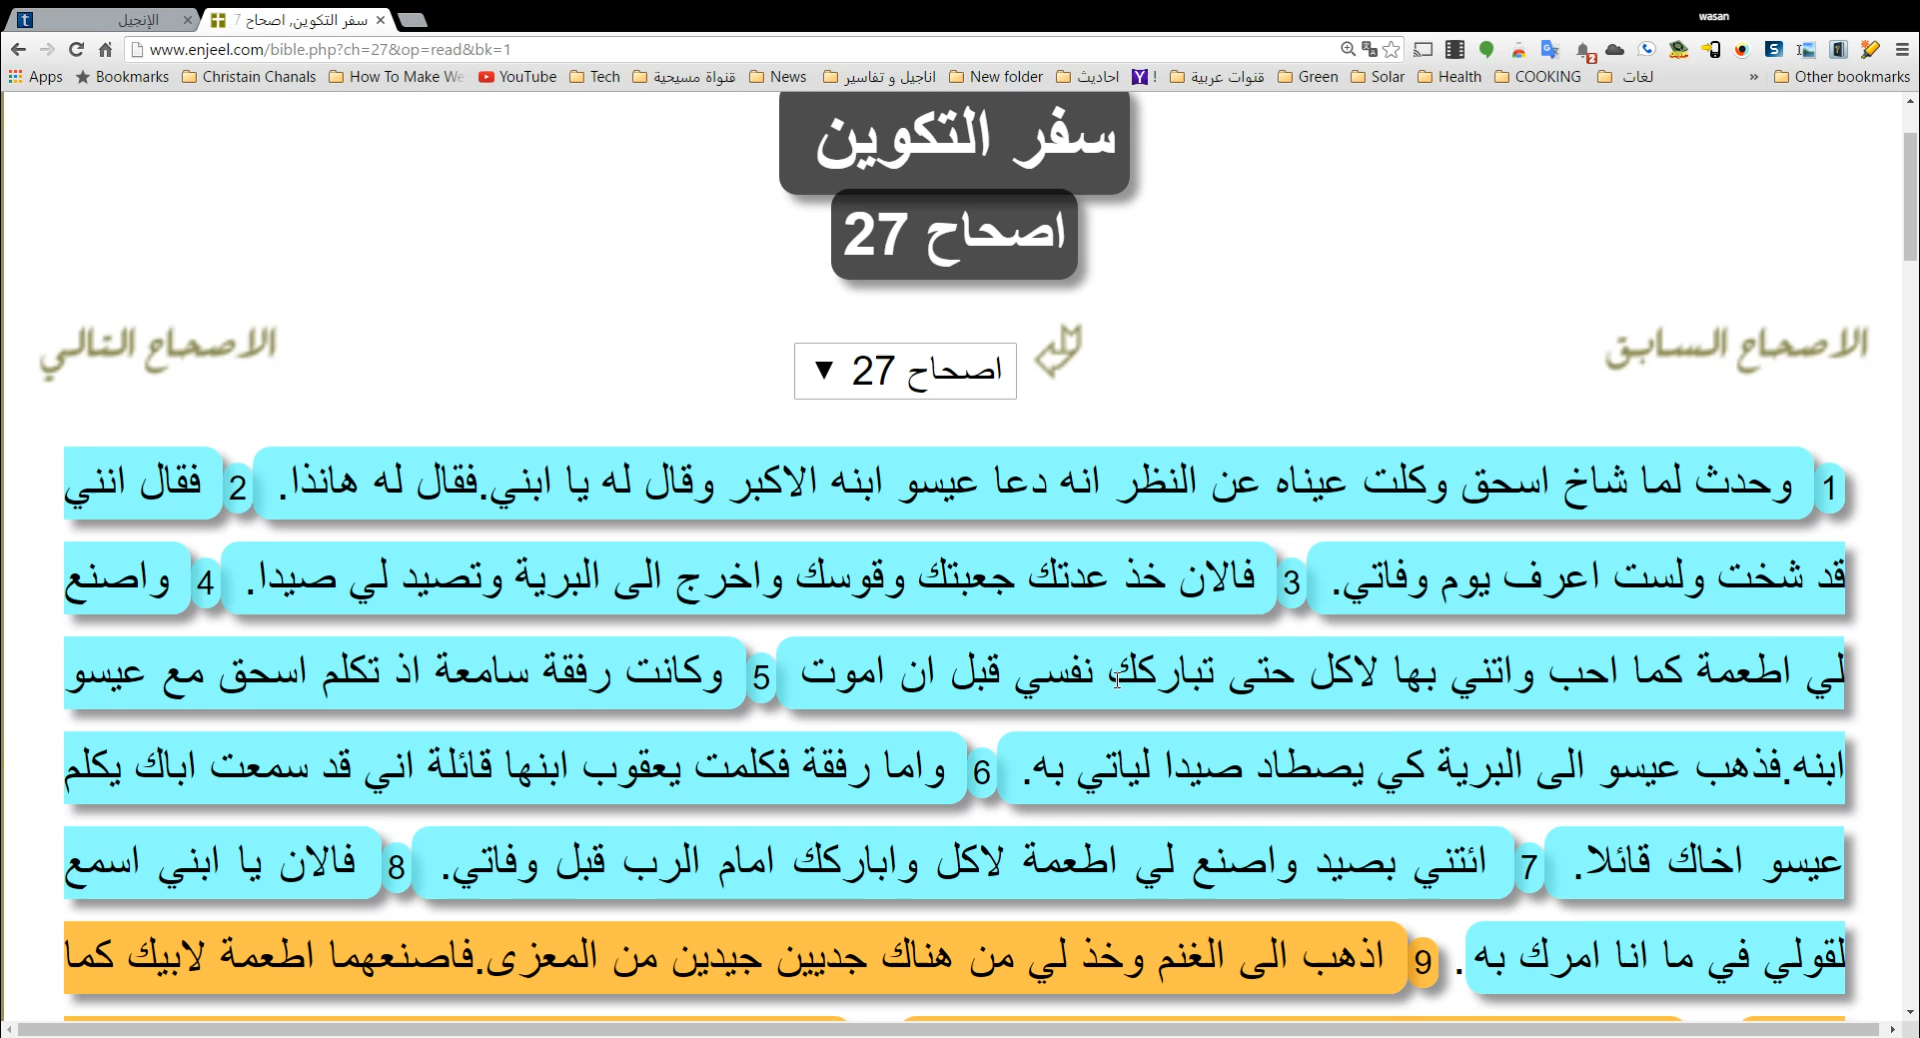 wasan
الإنجيل
سفر التكوين, اصحاح 7
www.enjeel.com/bible.php?ch=27&op=read&bk=1
Apps Bookmarks Christain Chanals How To Make We YouTube Tech قنواة مسيحية News اناجيل و تفاسير New folder احاديث ! قنوات عربية Green Solar Health COOKING لغات » Other bookmarks
سفر التكوين
اصحاح 27
الاصحاح السابق
اصحاح 27
الاصحاح التالي
1 وحدث لما شاخ اسحق وكلت عيناه عن النظر انه دعا عيسو ابنه الاكبر وقال له يا ابني.فقال له هانذا. 2 فقال انني
قد شخت ولست اعرف يوم وفاتي. 3 فالان خذ عدتك جعبتك وقوسك واخرج الى البرية وتصيد لي صيدا. 4 واصنع
لي اطعمة كما احب واتني بها لاكل حتى تباركك نفسي قبل ان اموت 5 وكانت رفقة سامعة اذ تكلم اسحق مع عيسو
ابنه.فذهب عيسو الى البرية كي يصطاد صيدا لياتي به. 6 واما رفقة فكلمت يعقوب ابنها قائلة اني قد سمعت اباك يكلم
عيسو اخاك قائلا. 7 ائتني بصيد واصنع لي اطعمة لاكل واباركك امام الرب قبل وفاتي. 8 فالان يا ابني اسمع
لقولي في ما انا امرك به. 9 اذهب الى الغنم وخذ لي من هناك جديين جيدين من المعزى.فاصنعهما اطعمة لابيك كما